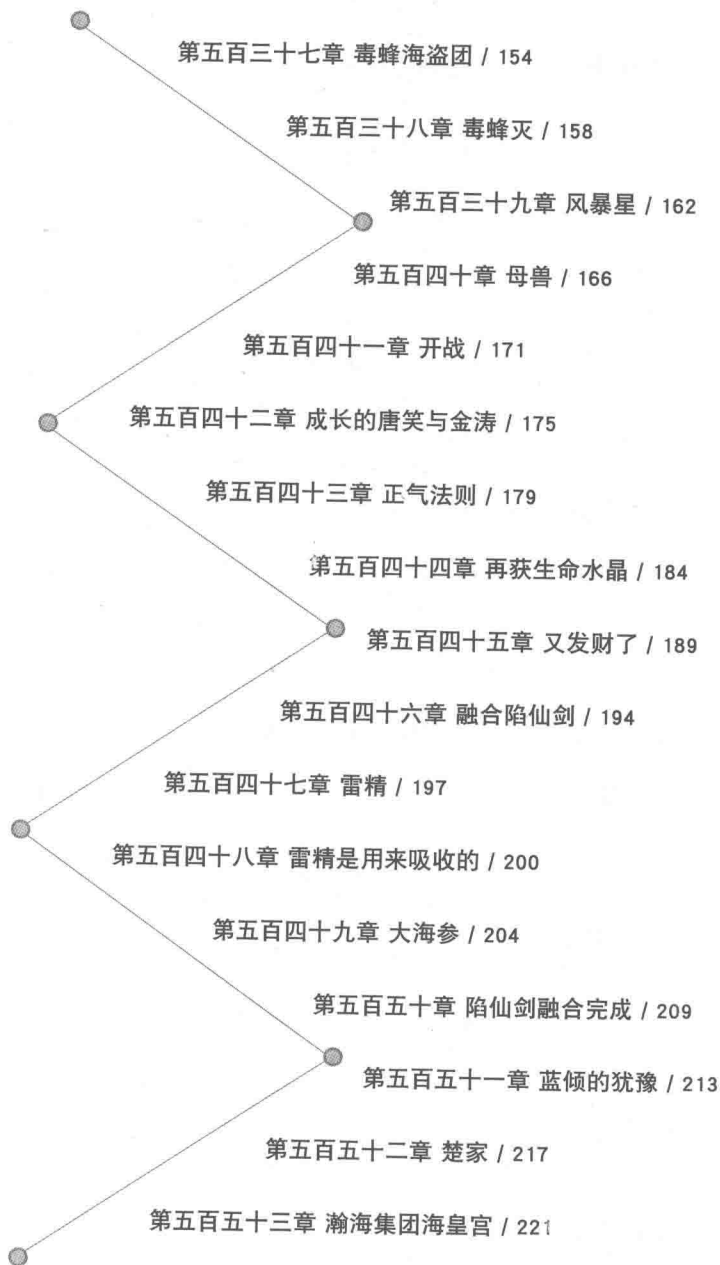 第五百三十七章 毒蜂海盗团 / 154
第五百三十八章 毒蜂灭 / 158
第五百三十九章 风暴星 / 162
第五百四十章 母兽 / 166
第五百四十一章 开战 / 171
第五百四十二章 成长的唐笑与金涛 / 175
第五百四十三章 正气法则 / 179
第五百四十四章 再获生命水晶 / 184
第五百四十五章 又发财了 / 189
第五百四十六章 融合陷仙剑 / 194
第五百四十七章 雷精 / 197
第五百四十八章 雷精是用来吸收的 / 200
第五百四十九章 大海参 / 204
第五百五十章 陷仙剑融合完成 / 209
第五百五十一章 蓝倾的犹豫 / 213
第五百五十二章 楚家 / 217
第五百五十三章 瀚海集团海皇宫 / 221